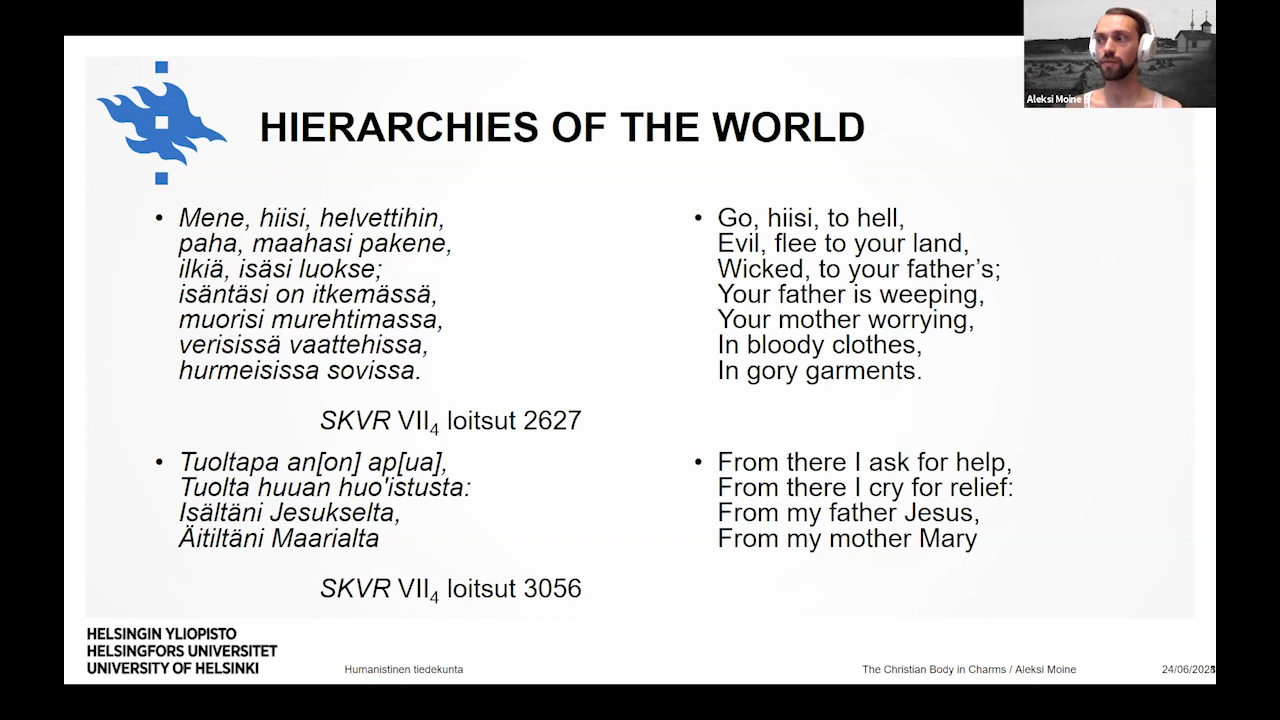 Aleksi Moine
HIERARCHIES OF THE WORLD
• Mene, hiisi, helvettihin,
paha, maahasi pakene,
ilkiä, isäsi luokse;
isäntäsi on itkemässä,
muorisi murehtimassa,
verisissä vaattehissa,
hurmeisissa sovissa.
SKVR VII4 loitsut 2627
• Tuoltapa an[on] ap[ua],
Tuolta huuan huo'istusta:
Isältäni Jesukselta,
Äitiltäni Maarialta
SKVR VII4 loitsut 3056
• Go, hiisi, to hell,
Evil, flee to your land,
Wicked, to your father’s;
Your father is weeping,
Your mother worrying,
In bloody clothes,
In gory garments.
• From there I ask for help,
From there I cry for relief:
From my father Jesus,
From my mother Mary
HELSINGIN YLIOPISTO
HELSINGFORS UNIVERSITET
UNIVERSITY OF HELSINKI
Humanistinen tiedekunta
The Christian Body in Charms / Aleksi Moine